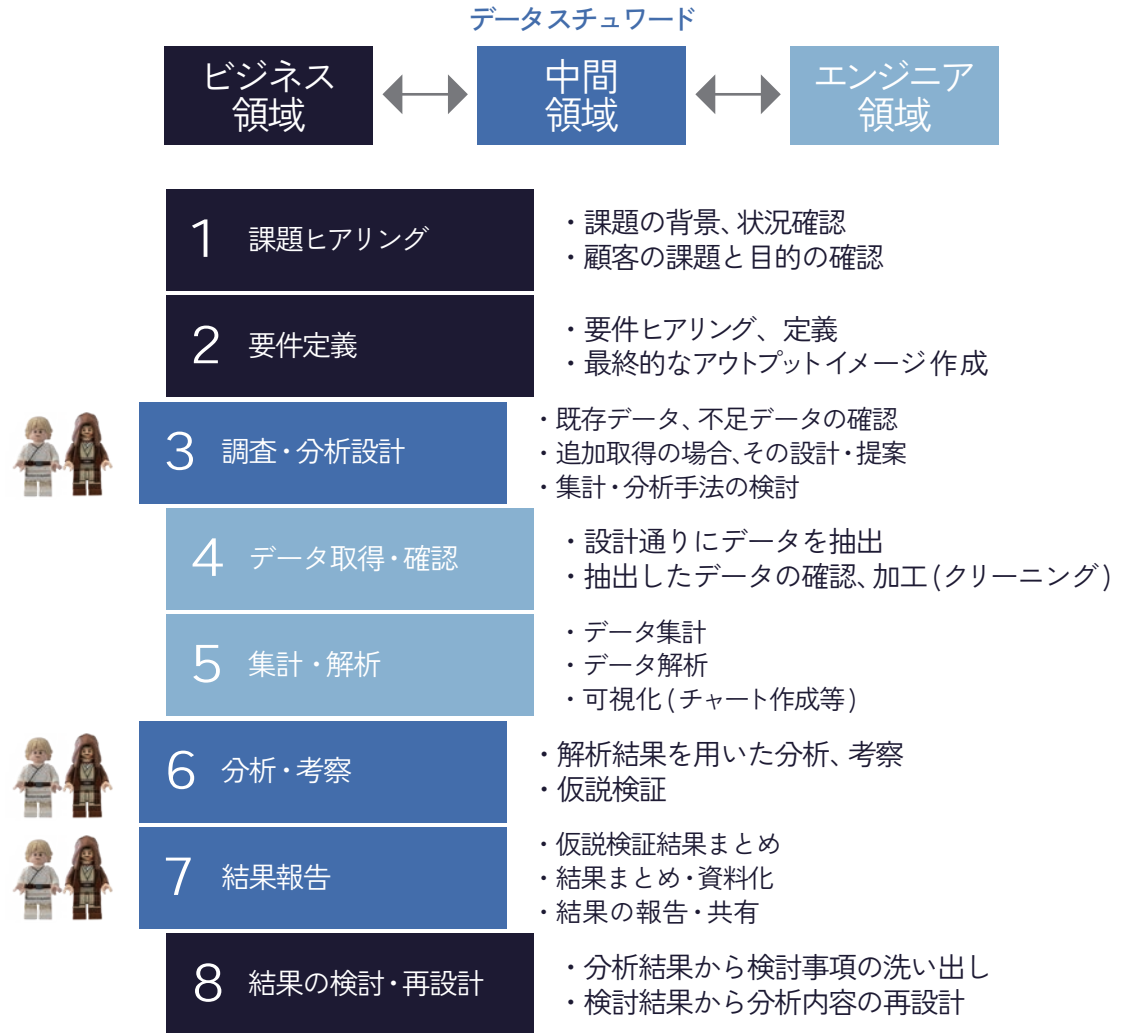 データスチュワード
ビジネス
領域
中間
領域
エンジニア
領域
1 課題ヒアリング
・課題の背景、状況確認
・顧客の課題と目的の確認
2 要件定義
・要件ヒアリング、定義
・最終的なアウトプットイメージ作成
3 調査・分析設計
・既存データ、不足データの確認
・追加取得の場合、その設計・提案
・集計・分析手法の検討
4 データ取得・確認
・設計通りにデータを抽出
・抽出したデータの確認、加工(クリーニング)
5 集計・解析
・データ集計
・データ解析
・可視化(チャート作成等)
6 分析・考察
・解析結果を用いた分析、考察
・仮説検証
7 結果報告
・仮説検証結果まとめ
・結果まとめ・資料化
・結果の報告・共有
8 結果の検討・再設計
・分析結果から検討事項の洗い出し
・検討結果から分析内容の再設計